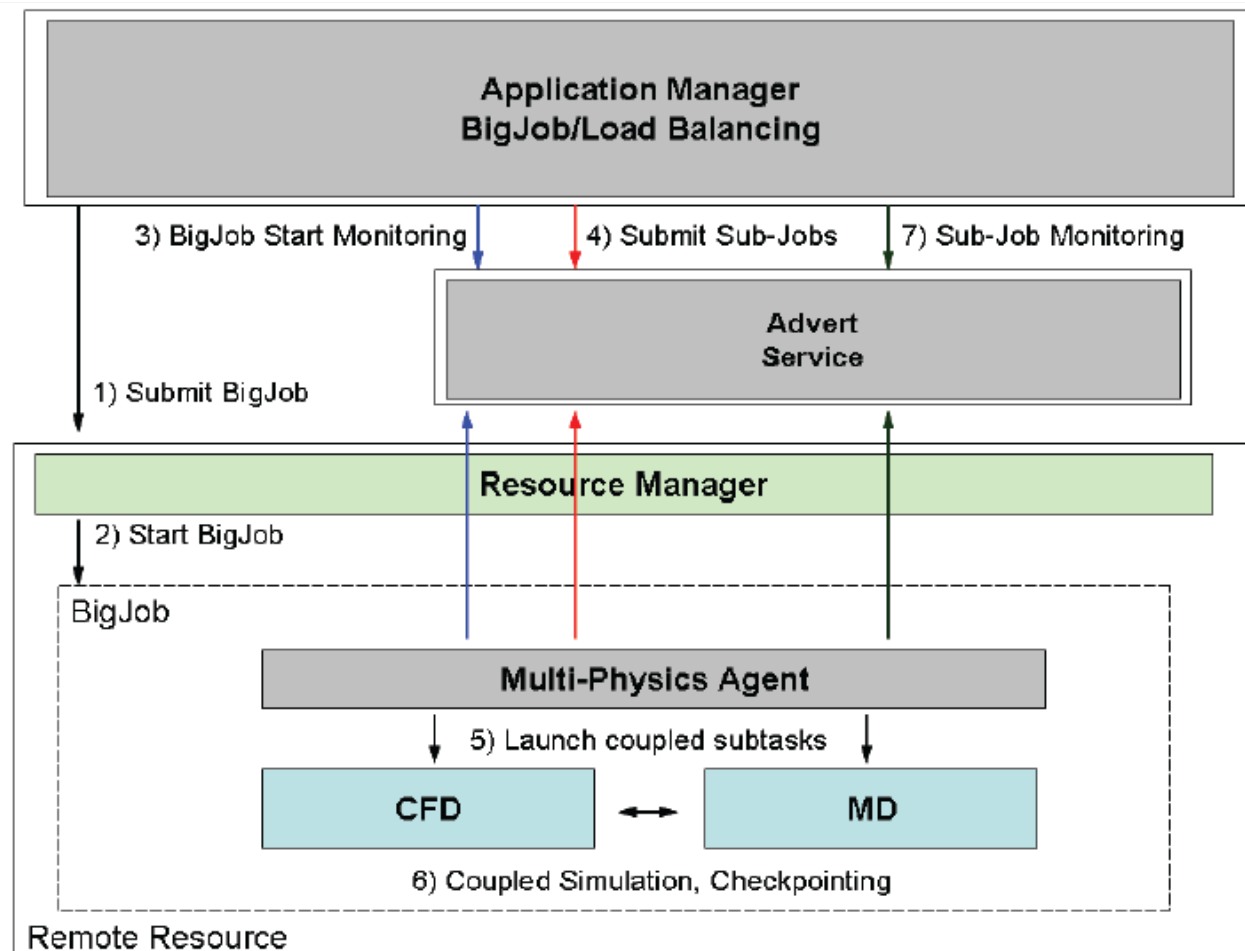 Application Manager
BigJob/Load Balancing
3) BigJob Start Monitoring
4) Submit Sub-Jobs
7) Sub-Job Monitoring
Advert
Service
1) Submit BigJob
Resource Manager
2) Start BigJob
BigJob
Multi-Physics Agent
5) Launch coupled subtasks
CFD
MD
6) Coupled Simulation, Checkpointing
Remote Resource